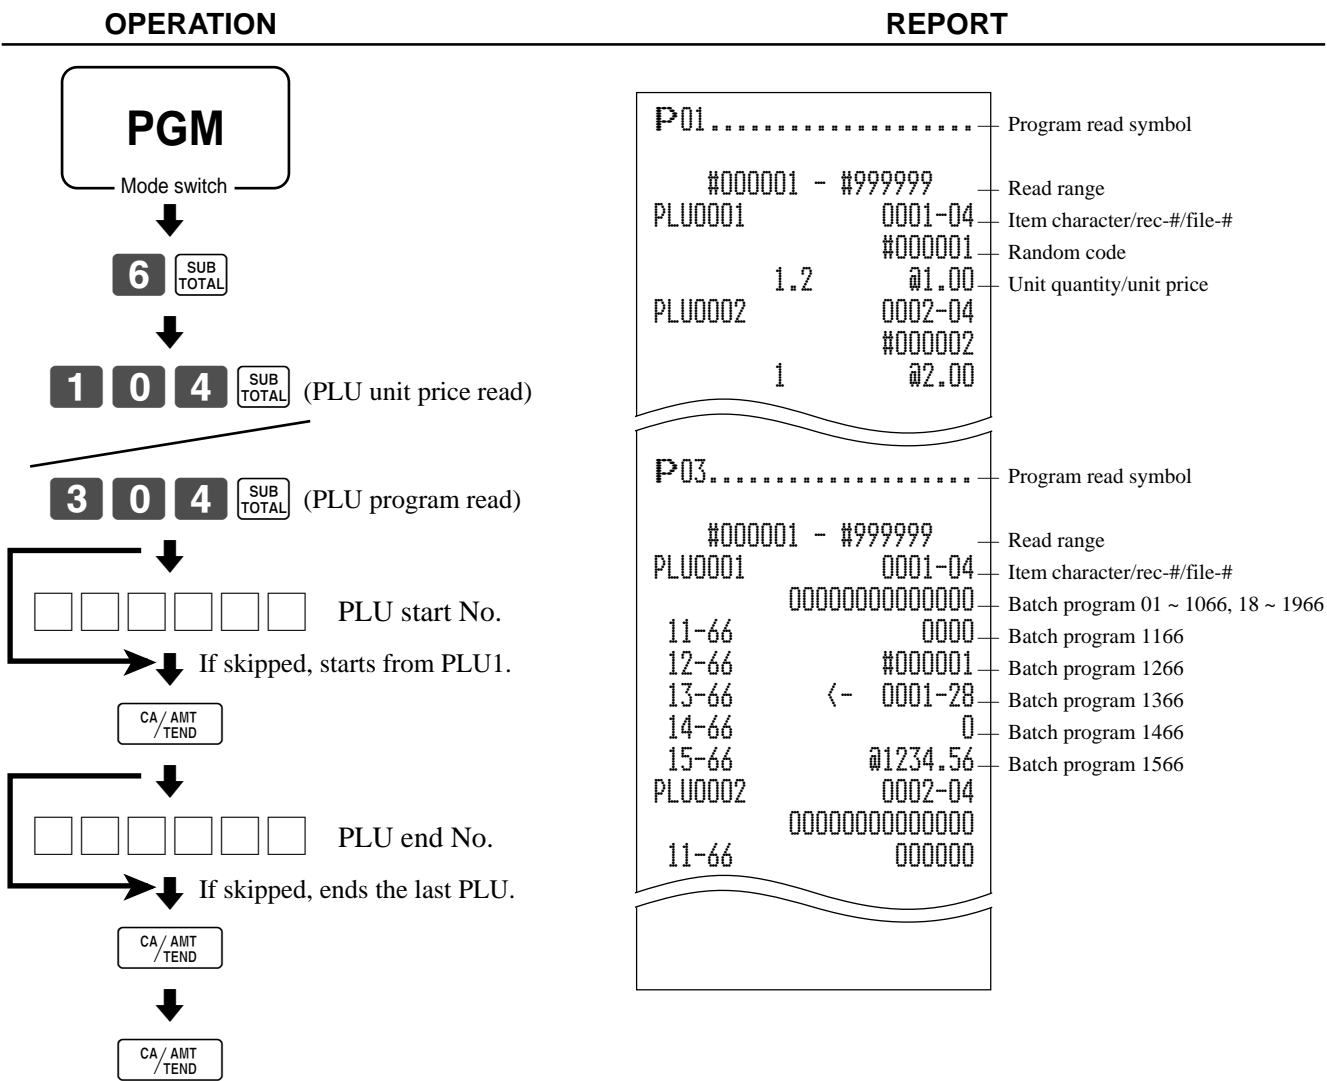 OPERATION
REPORT
PGM
Mode switch
6 SUB TOTAL
1 0 4 SUB TOTAL (PLU unit price read)
3 0 4 SUB TOTAL (PLU program read)
PLU start No.
If skipped, starts from PLU1.
CA/AMT TEND
PLU end No.
If skipped, ends the last PLU.
CA/AMT TEND
CA/AMT TEND
P01.................... Program read symbol
#000001 - #999999 Read range
PLU0001 0001-04 Item character/rec-#/file-#
#000001 Random code
1.2 @1.00 Unit quantity/unit price
PLU0002 0002-04
#000002
1 @2.00
P03.................... Program read symbol
#000001 - #999999 Read range
PLU0001 0001-04 Item character/rec-#/file-#
00000000000000 Batch program 01 ~ 1066, 18 ~ 1966
11-66 0000 Batch program 1166
12-66 #000001 Batch program 1266
13-66 <- 0001-28 Batch program 1366
14-66 0 Batch program 1466
15-66 @1234.56 Batch program 1566
PLU0002 0002-04
00000000000000
11-66 000000